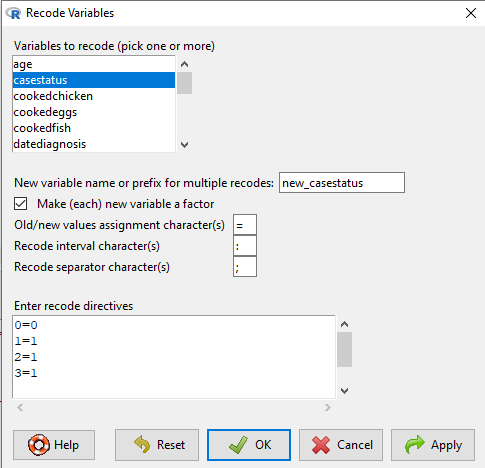 Recode Variables
Variables to recode (pick one or more)
age
casestatus
cookedchicken
cookedeggs
cookedfish
datediagnosis
New variable name or prefix for multiple recodes: new_casestatus
Make (each) new variable a factor
Old/new values assignment character(s) =
Recode interval character(s) :
Recode separator character(s) ;
Enter recode directives
0=0
1=1
2=1
3=1
Help Reset OK Cancel Apply